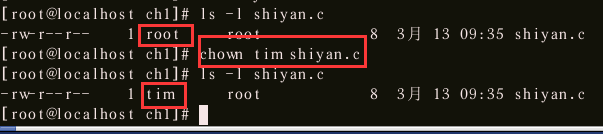 [root@localhost ch1]# ls -l shiyan.c
-rw-r--r-- 1 root root 8 3月 13 09:35 shiyan.c
[root@localhost ch1]# chown tim shiyan.c
[root@localhost ch1]# ls -l shiyan.c
-rw-r--r-- 1 tim root 8 3月 13 09:35 shiyan.c
[root@localhost ch1]#